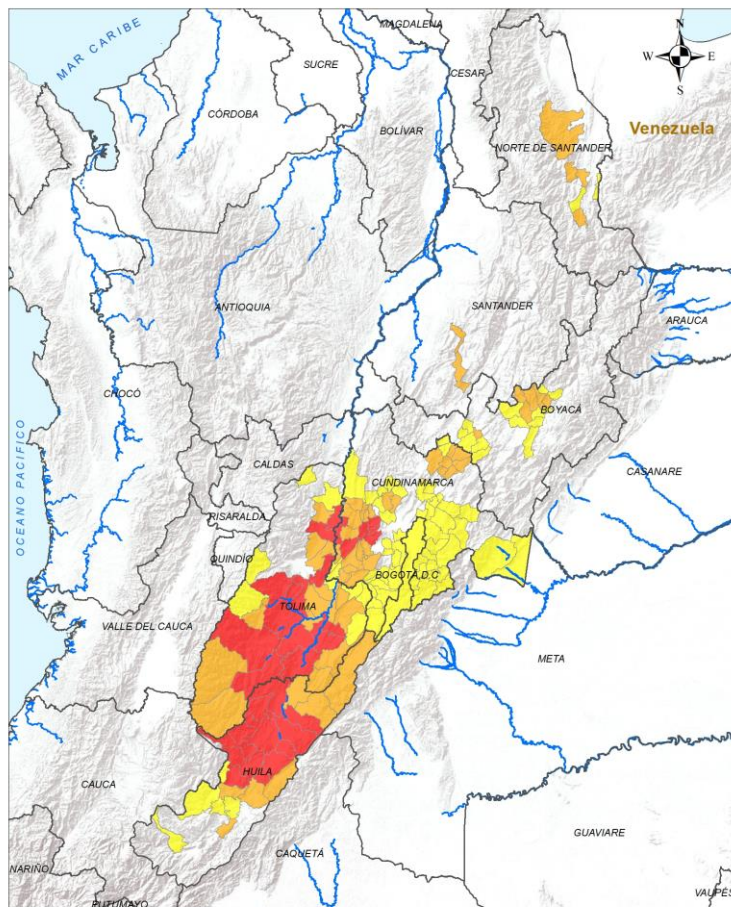 MAGDALENA
N
MAR CARIBE
SUCRE
CESAR
W
E
S
CÓRDOBA
BOLÍVAR
Venezuela
NORTE DE SANTANDER
ANTIOQUIA
SANTANDER
ARAUCA
CHOCÓ
BOYACÁ
CALDAS
CUNDINAMARCA
CASANARE
OCEANO PACIFICO
RISARALDA
QUINDÍO
BOGOTÁ, D.C
TOLIMA
VALLE DEL CAUCA
META
HUILA
CAUCA
GUAVIARE
CAQUETÁ
NARIÑO
PUTUMAYO
VAUPÉS